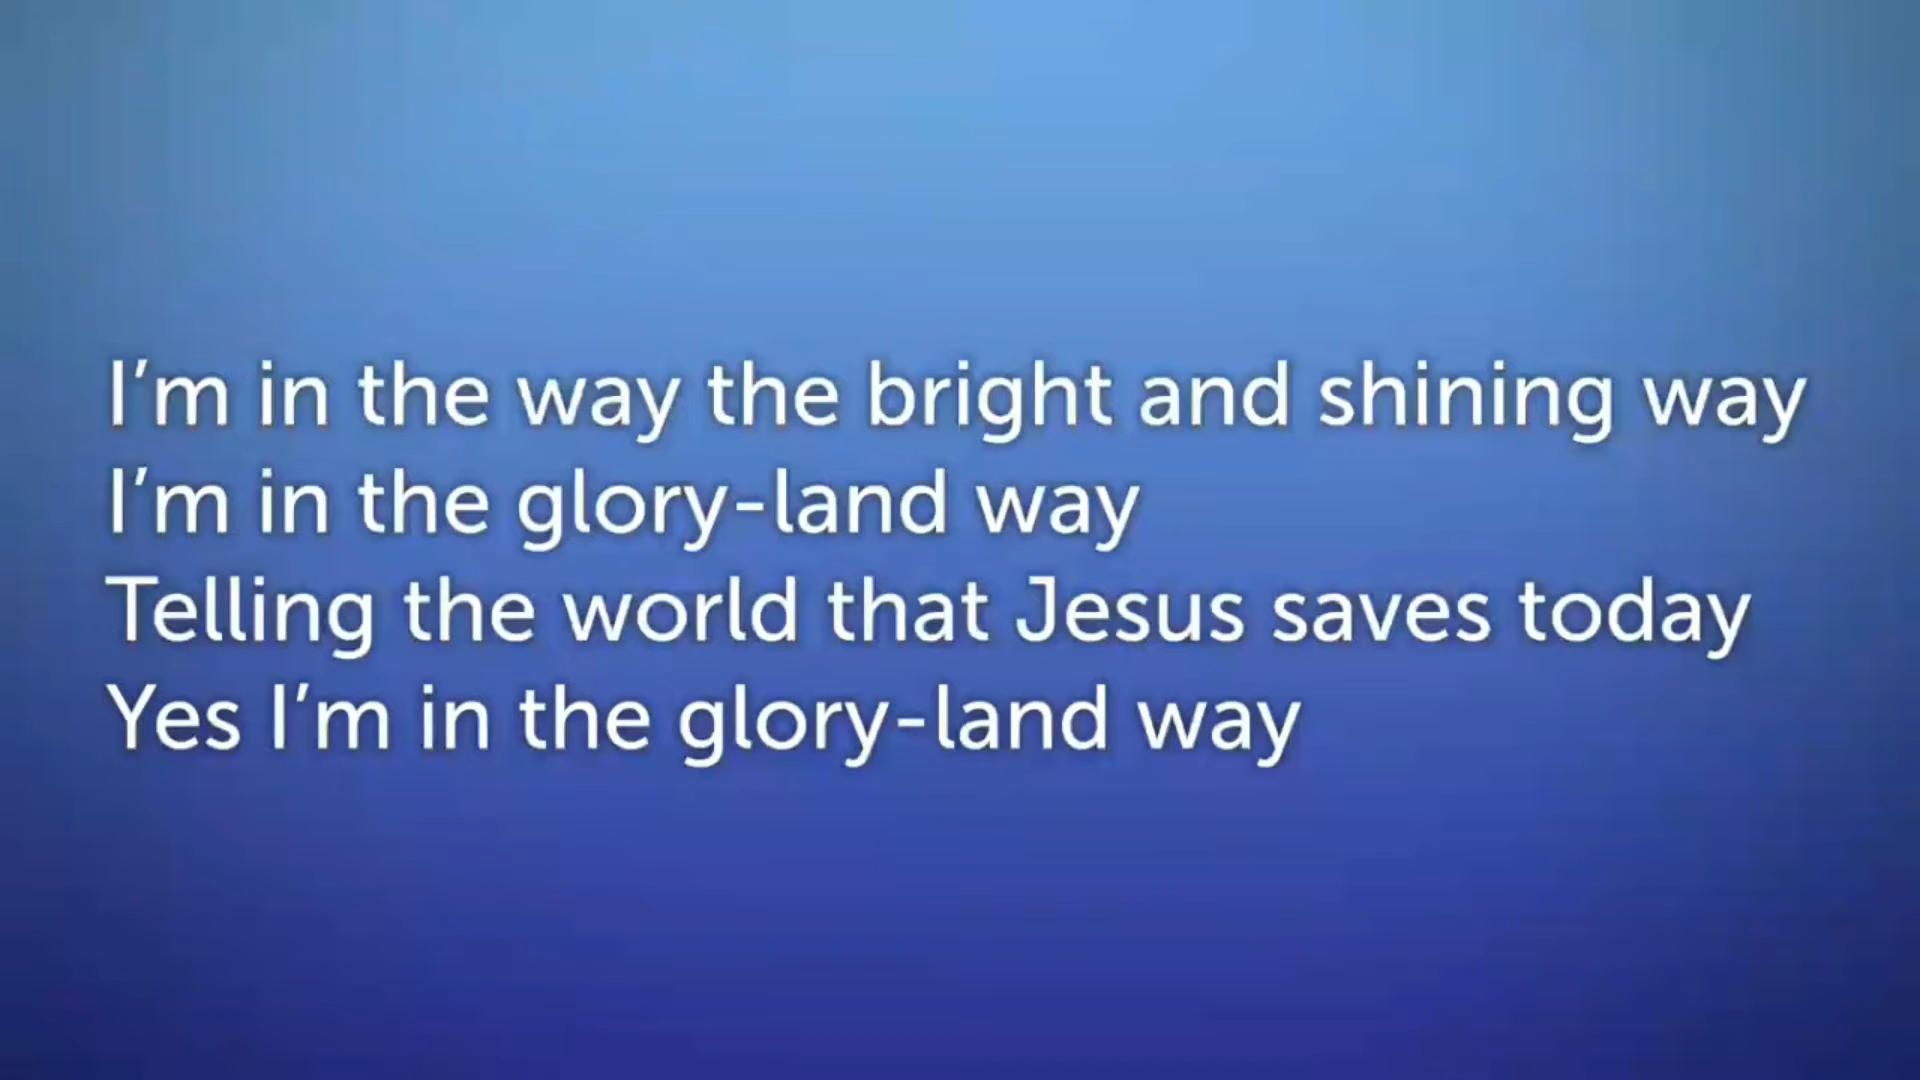 I’m in the way the bright and shining way
I’m in the glory-land way
Telling the world that Jesus saves today
Yes I’m in the glory-land way